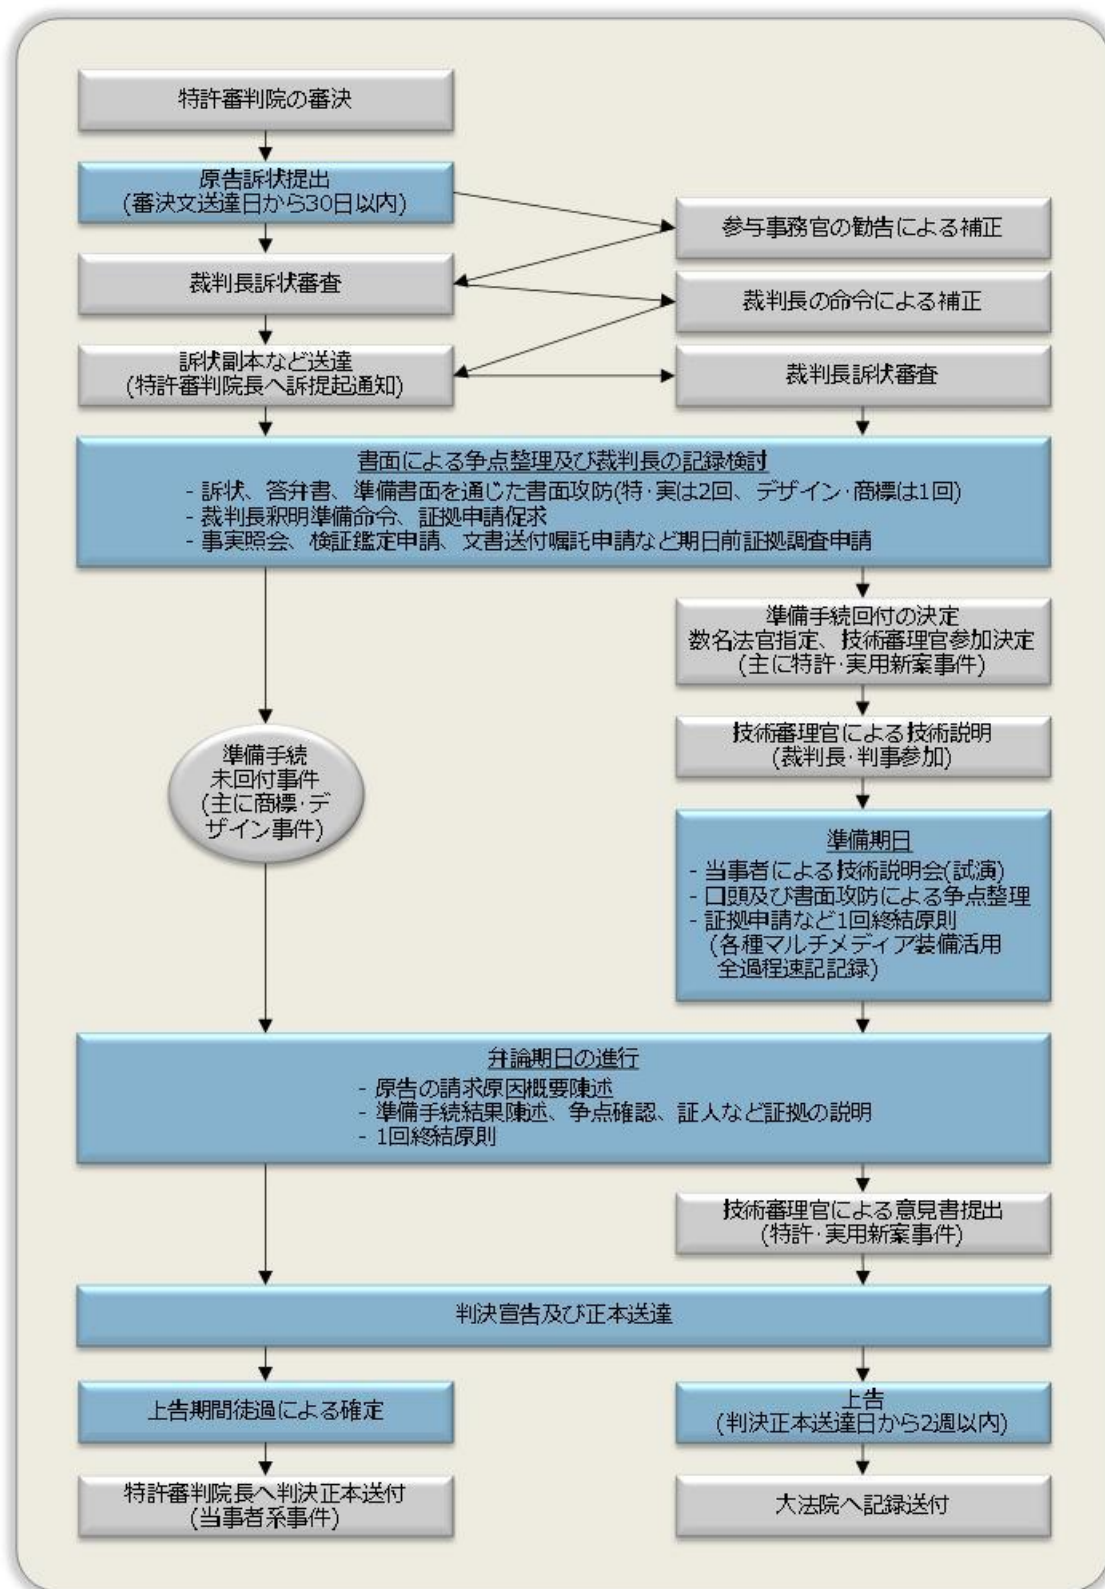 特許審判院の審決
原告訴状提出
(審決文送達日から30日以内)
参与事務官の勧告による補正
裁判長訴状審査
裁判長の命令による補正
訴状副本など送達
(特許審判院長へ訴提起通知)
裁判長訴状審査
書面による争点整理及び裁判長の記録検討
- 訴状、答弁書、準備書面を通じた書面攻防(特·実は2回、デザイン·商標は1回)
- 裁判長釈明準備命令、証拠申請促求
- 事実照会、検証鑑定申請、文書送付嘱託申請など期日前証拠調査申請
準備手続回付の決定
数名法官指定、技術審理官参加決定
(主に特許·実用新案事件)
技術審理官による技術説明
(裁判長·判事参加)
準備手続
未回付事件
(主に商標·デ
ザイン事件)
準備期日
- 当事者による技術説明会(試演)
- 口頭及び書面攻防による争点整理
- 証拠申請など1回終結原則
(各種マルチメディア装備活用
全過程速記記録)
弁論期日の進行
- 原告の請求原因概要陳述
- 準備手続結果陳述、争点確認、証人など証拠の説明
- 1回終結原則
技術審理官による意見書提出
(特許·実用新案事件)
判決宣告及び正本送達
上告期間徒過による確定
上告
(判決正本送達日から2週以内)
特許審判院長へ判決正本送付
(当事者系事件)
大法院へ記録送付